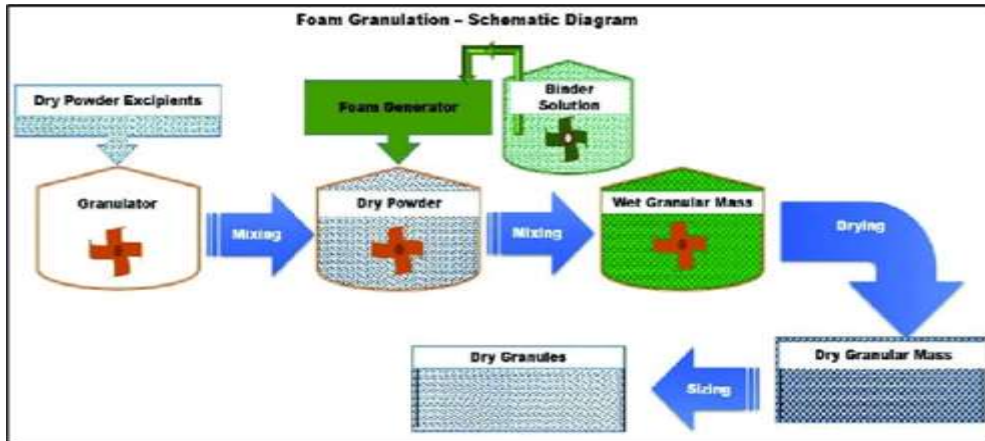 Foam Granulation – Schematic Diagram
Dry Powder Excipients
Foam Generator
Binder
Solution
Granulator
Mixing
Dry Powder
Mixing
Wet Granular Mass
Drying
Dry Granules
Sizing
Dry Granular Mass